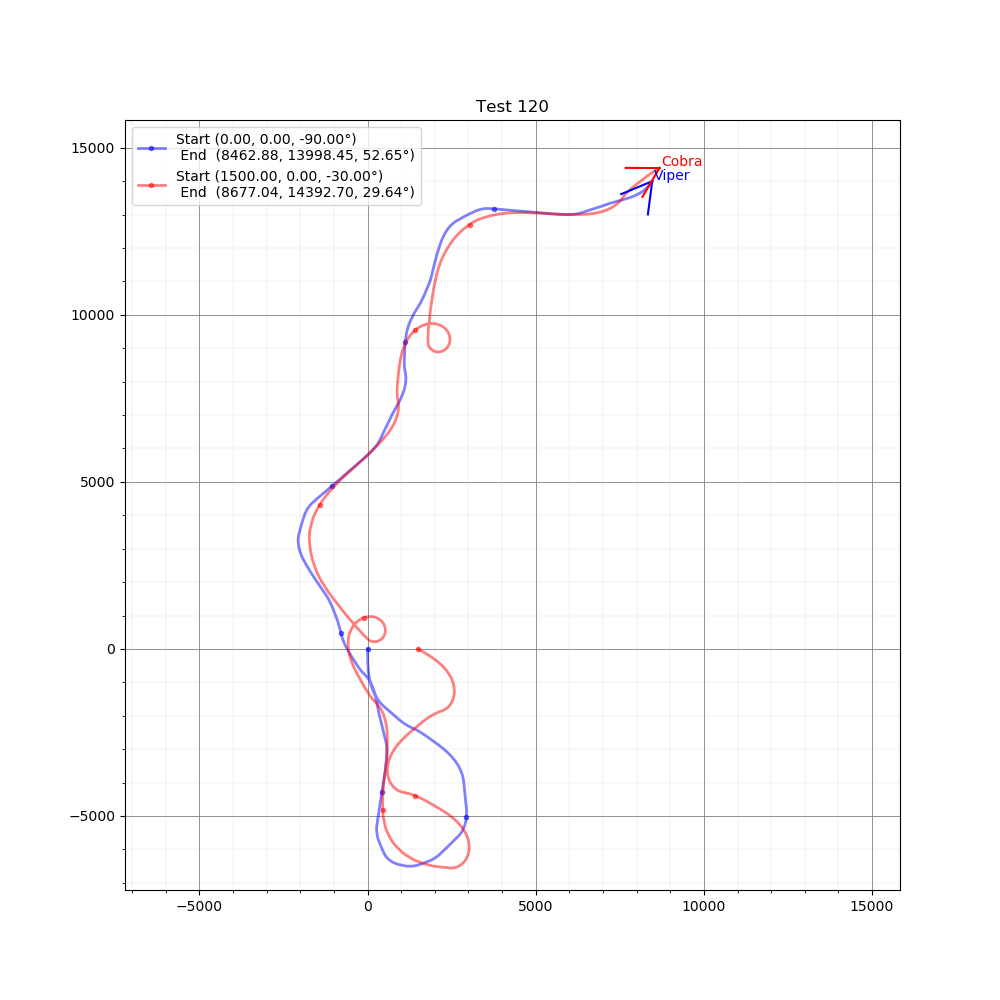 Test 120
Start (0.00, 0.00, -90.00°)
End (8462.88, 13998.45, 52.65°)
Start (1500.00, 0.00, -30.00°)
End (8677.04, 14392.70, 29.64°)
Cobra
Viper
15000
10000
5000
0
−5000
−5000
0
5000
10000
15000